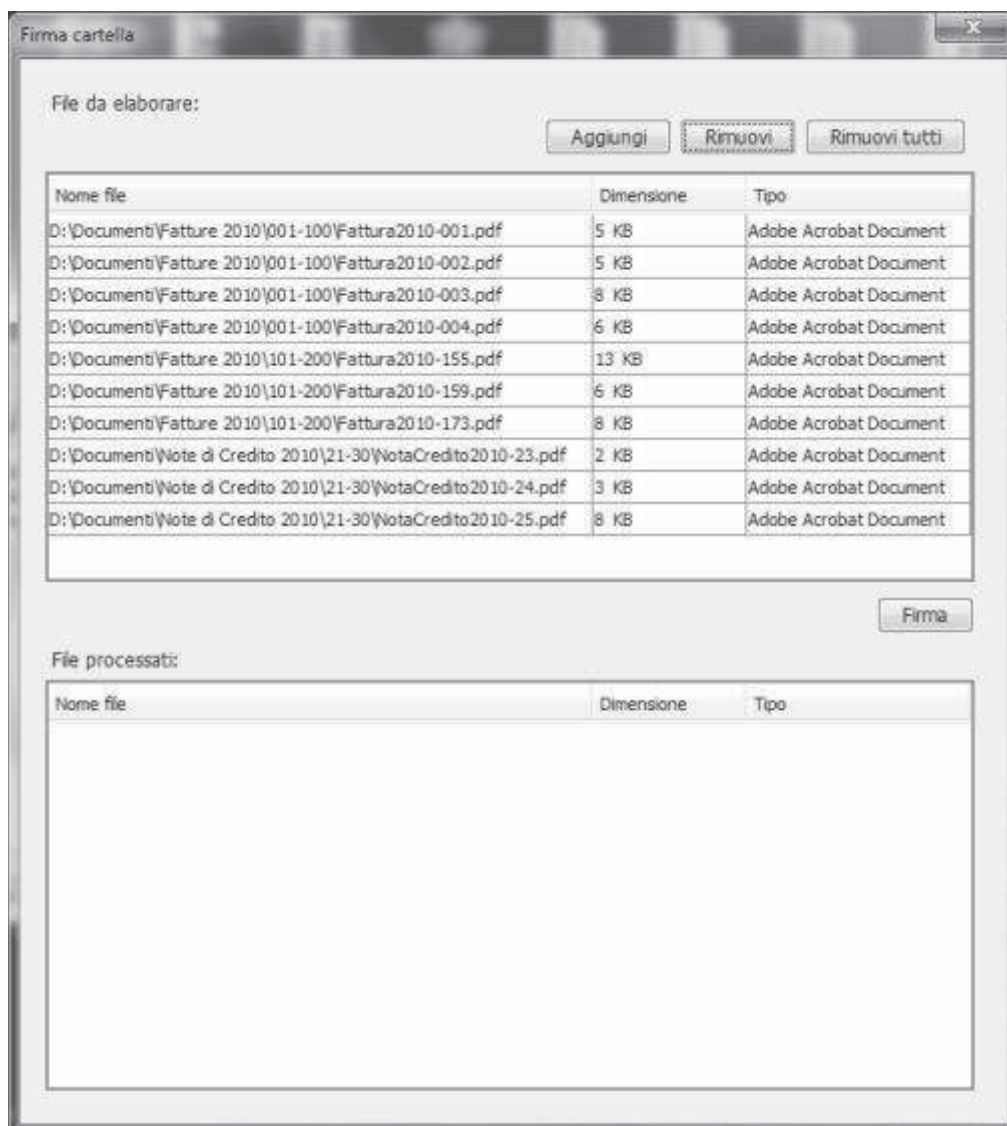 Firma cartella
File da elaborare:
Aggiungi Rimuovi Rimuovi tutti
Nome file Dimensione Tipo
D:\Documenti\Fatture 2010\001-100\Fattura2010-001.pdf 5 KB Adobe Acrobat Document
D:\Documenti\Fatture 2010\001-100\Fattura2010-002.pdf 5 KB Adobe Acrobat Document
D:\Documenti\Fatture 2010\001-100\Fattura2010-003.pdf 8 KB Adobe Acrobat Document
D:\Documenti\Fatture 2010\001-100\Fattura2010-004.pdf 6 KB Adobe Acrobat Document
D:\Documenti\Fatture 2010\101-200\Fattura2010-155.pdf 13 KB Adobe Acrobat Document
D:\Documenti\Fatture 2010\101-200\Fattura2010-159.pdf 6 KB Adobe Acrobat Document
D:\Documenti\Fatture 2010\101-200\Fattura2010-173.pdf 8 KB Adobe Acrobat Document
D:\Documenti\Note di Credito 2010\21-30\NotaCredito2010-23.pdf 2 KB Adobe Acrobat Document
D:\Documenti\Note di Credito 2010\21-30\NotaCredito2010-24.pdf 3 KB Adobe Acrobat Document
D:\Documenti\Note di Credito 2010\21-30\NotaCredito2010-25.pdf 8 KB Adobe Acrobat Document
Firma
File processati:
Nome file Dimensione Tipo